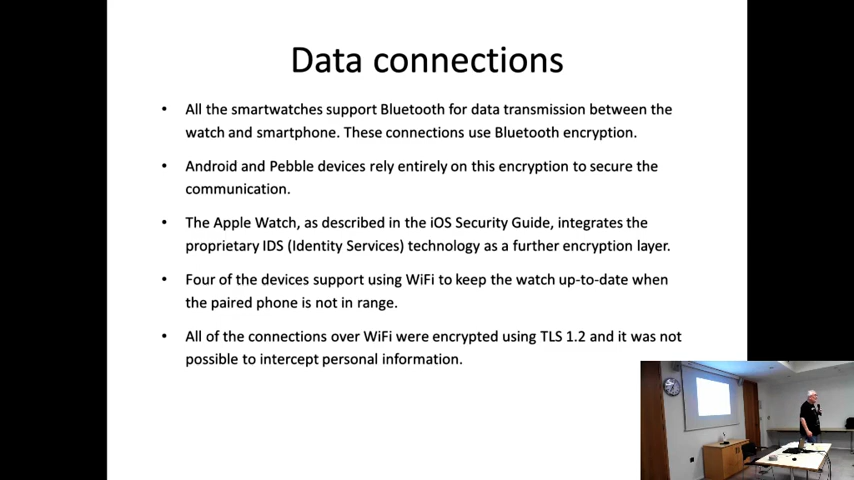 Data connections
• All the smartwatches support Bluetooth for data transmission between the
watch and smartphone. These connections use Bluetooth encryption.
• Android and Pebble devices rely entirely on this encryption to secure the
communication.
• The Apple Watch, as described in the iOS Security Guide, integrates the
proprietary IDS (Identity Services) technology as a further encryption layer.
• Four of the devices support using WiFi to keep the watch up-to-date when
the paired phone is not in range.
• All of the connections over WiFi were encrypted using TLS 1.2 and it was not
possible to intercept personal information.